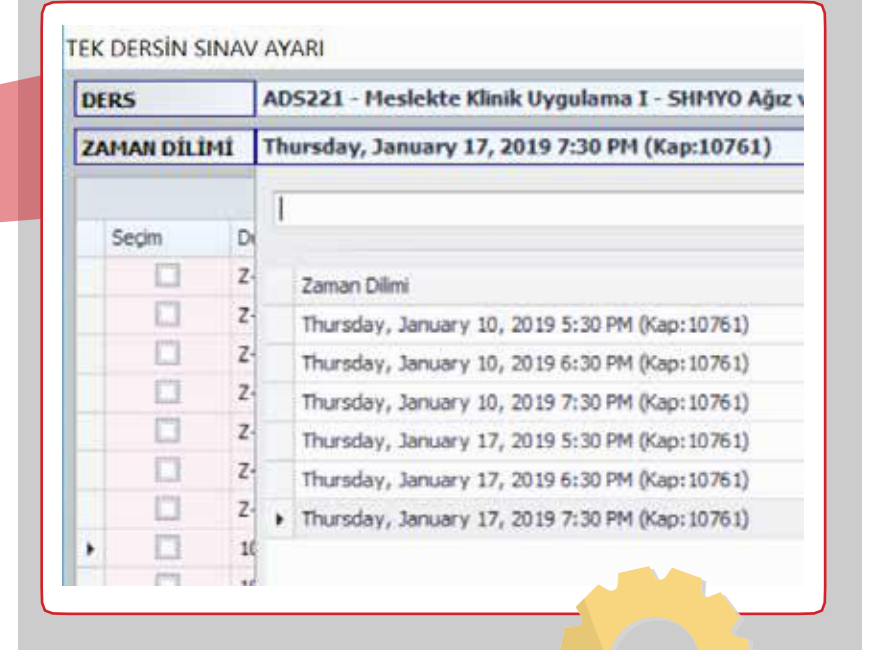 TEK DERSİN SINAV AYARI
DERS ADS221 - Meslekte Klinik Uygulama I - SHMYO Ağız
ZAMAN DİLİMİ Thursday, January 17, 2019 7:30 PM (Kap:10761)
Seçim
Zaman Dilimi
Thursday, January 10, 2019 5:30 PM (Kap:10761)
Thursday, January 10, 2019 6:30 PM (Kap:10761)
Thursday, January 10, 2019 7:30 PM (Kap:10761)
Thursday, January 17, 2019 5:30 PM (Kap:10761)
Thursday, January 17, 2019 6:30 PM (Kap:10761)
Thursday, January 17, 2019 7:30 PM (Kap:10761)